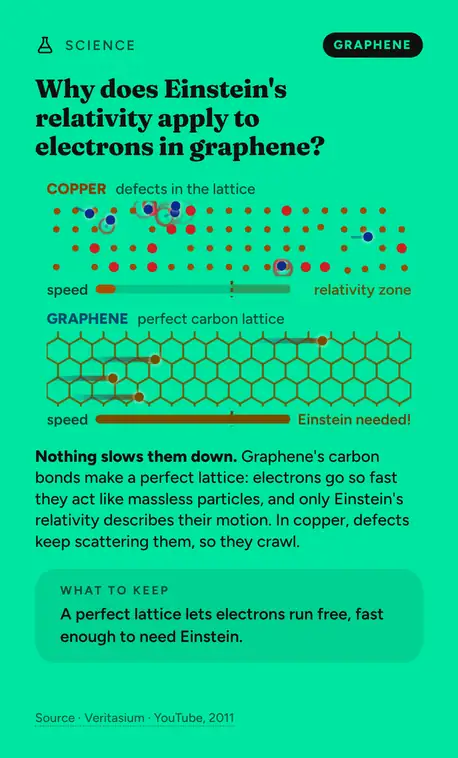 SCIENCE
GRAPHENE
Why does Einstein's
relativity apply to
electrons in graphene?
COPPER defects in the lattice
speed relativity zone
GRAPHENE perfect carbon lattice
speed Einstein needed!
Nothing slows them down. Graphene's carbon
bonds make a perfect lattice: electrons go so fast
they act like massless particles, and only Einstein's
relativity describes their motion. In copper, defects
keep scattering them, so they crawl.
WHAT TO KEEP
A perfect lattice lets electrons run free, fast
enough to need Einstein.
Source · Veritasium · YouTube, 2011